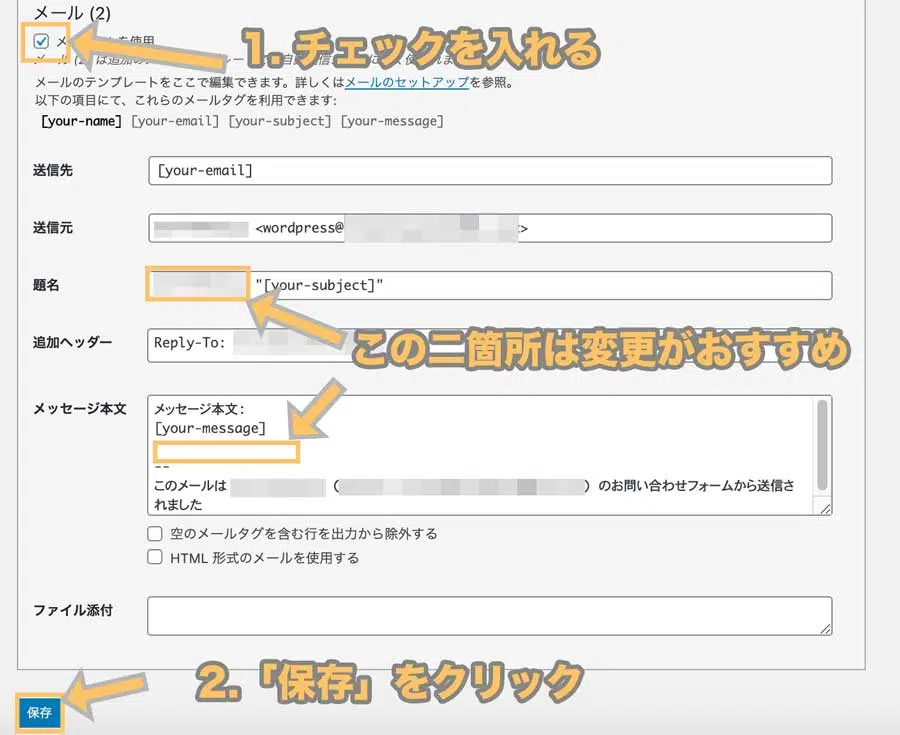 メール (2)
メ を使用
1. チェックを入れる
メール (2) は追加の
メールのテンプレートをここで編集できます。詳しくはメールのセットアップを参照。
以下の項目にて、これらのメールタグを利用できます:
[your-name] [your-email] [your-subject] [your-message]
送信先 [your-email]
送信元 <wordpress@ >
題名 "[your-subject]"
追加ヘッダー Reply-To:
この二箇所は変更がおすすめ
メッセージ本文 メッセージ本文:
[your-message]
--
このメールは ( ) のお問い合わせフォームから送信さ
れました
空のメールタグを含む行を出力から除外する
HTML 形式のメールを使用する
ファイル添付
2.「保存」をクリック
保存